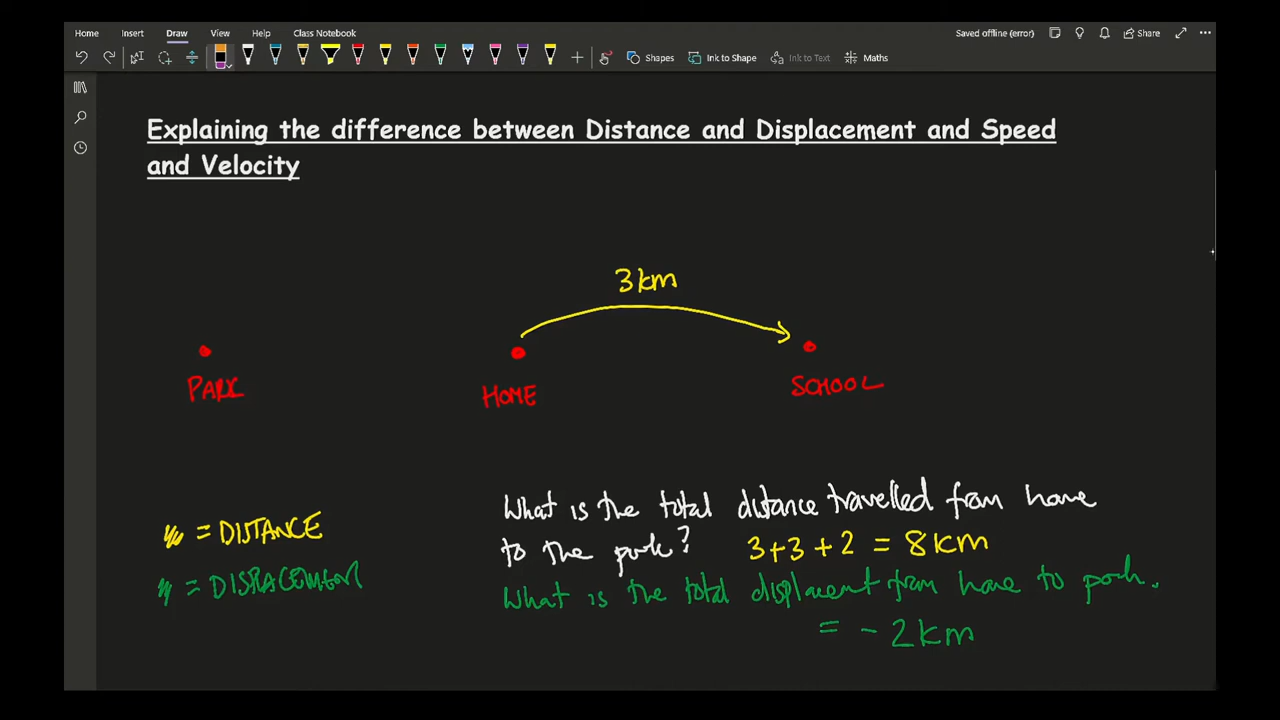 Home Insert Draw View Help Class Notebook Saved offline (error) Share
Shapes Ink to Shape Ink to Text Maths
Explaining the difference between Distance and Displacement and Speed
and Velocity
3km
PARK HOME SCHOOL
What is the total distance travelled from home
to the park? 3+3+2 = 8km
= DISTANCE
= DISPLACEMENT
What is the total displacement from home to park.
= -2km